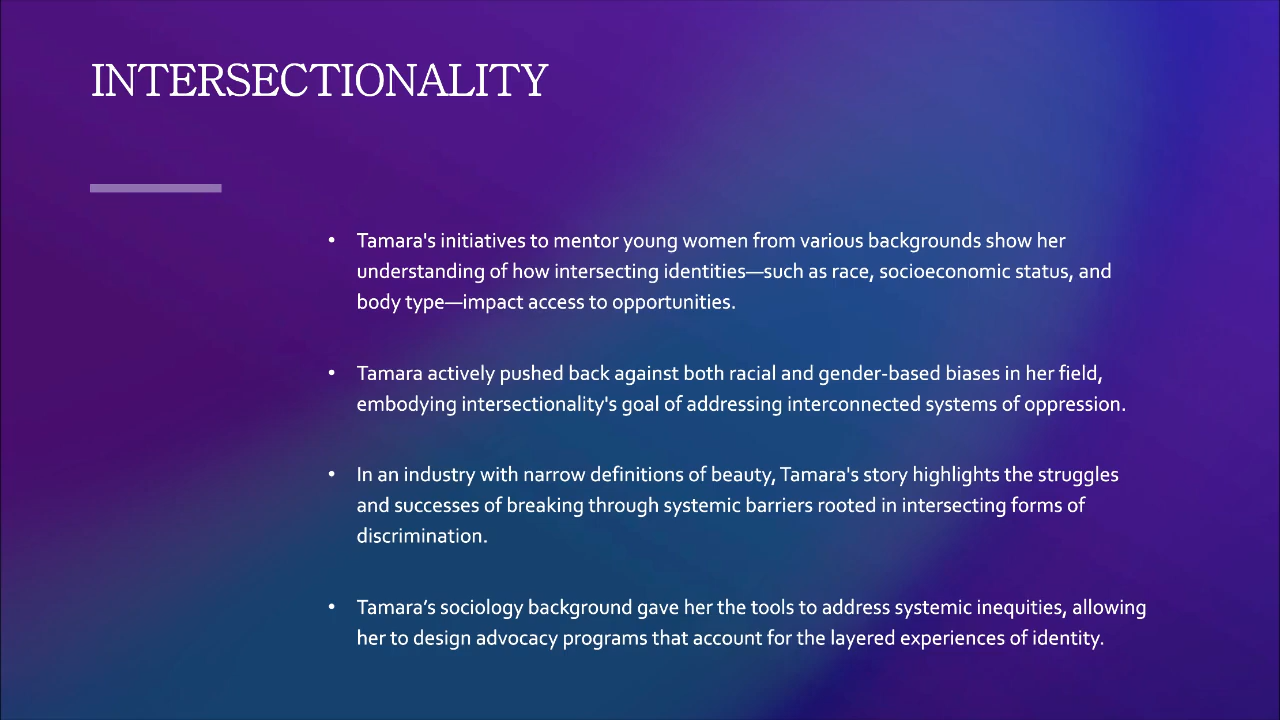 INTERSECTIONALITY
• Tamara's initiatives to mentor young women from various backgrounds show her
understanding of how intersecting identities—such as race, socioeconomic status, and
body type—impact access to opportunities.
• Tamara actively pushed back against both racial and gender-based biases in her field,
embodying intersectionality's goal of addressing interconnected systems of oppression.
• In an industry with narrow definitions of beauty, Tamara's story highlights the struggles
and successes of breaking through systemic barriers rooted in intersecting forms of
discrimination.
• Tamara’s sociology background gave her the tools to address systemic inequities, allowing
her to design advocacy programs that account for the layered experiences of identity.